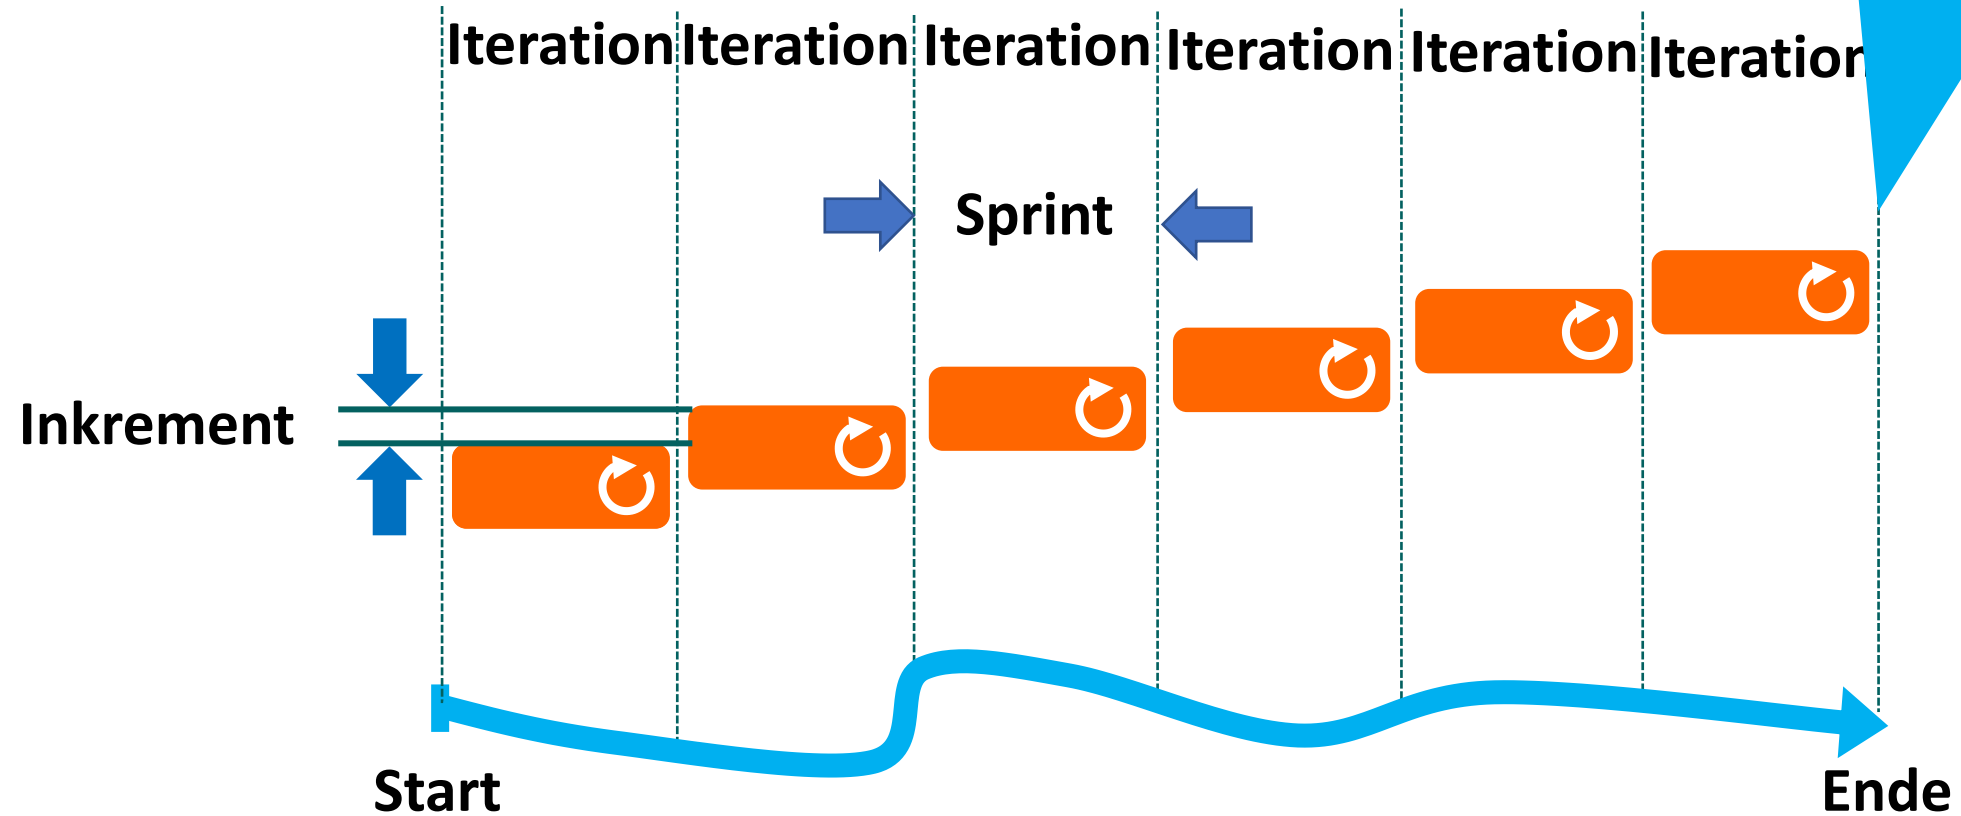 Iteration Iteration Iteration Iteration Iteration Iteration
Sprint
Inkrement
Start
Ende